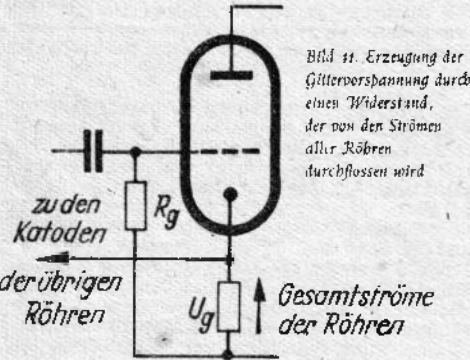 Bild 11. Erzeugung der
Gittervorspannung durch
einen Widerstand,
der von den Strömen
aller Röhren
durchflossen wird
zu den
Katoden
der übrigen
Röhren
Rg
Ug
Gesamtströme
der Röhren